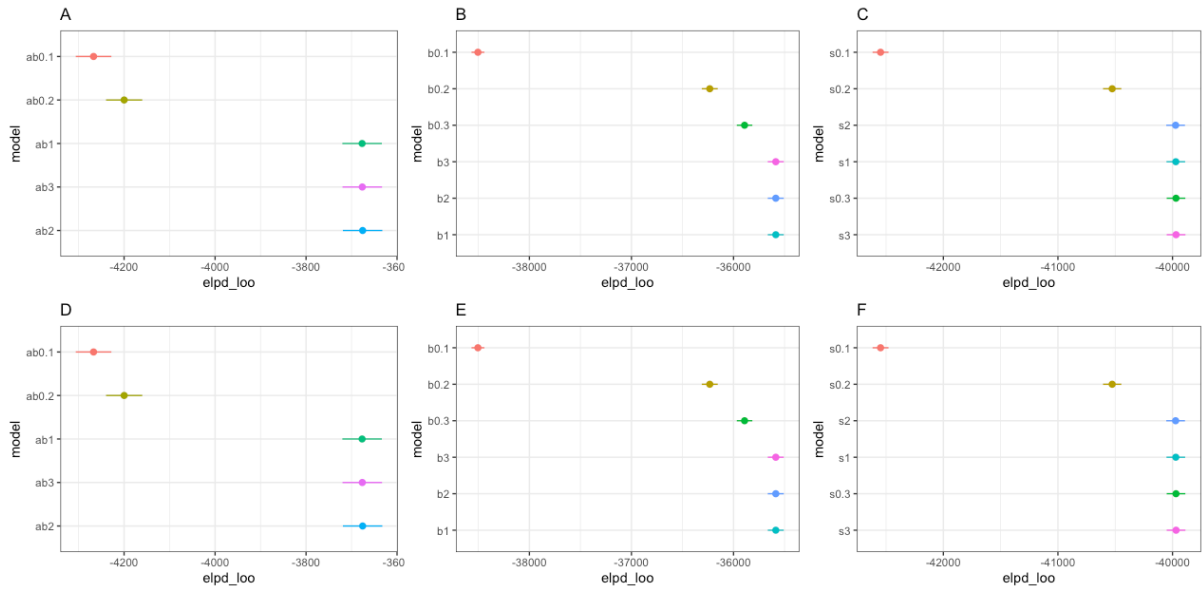 A
model
ab0.1
ab0.2
ab1
ab3
ab2
-4200
-4000
-3800
-360
elpd_loo
B
model
b0.1
b0.2
b0.3
b3
b2
b1
-38000
-37000
-36000
elpd_loo
C
model
s0.1
s0.2
s2
s1
s0.3
s3
-42000
-41000
-40000
elpd_loo
D
model
ab0.1
ab0.2
ab1
ab3
ab2
-4200
-4000
-3800
-360
elpd_loo
E
model
b0.1
b0.2
b0.3
b3
b2
b1
-38000
-37000
-36000
elpd_loo
F
model
s0.1
s0.2
s2
s1
s0.3
s3
-42000
-41000
-40000
elpd_loo